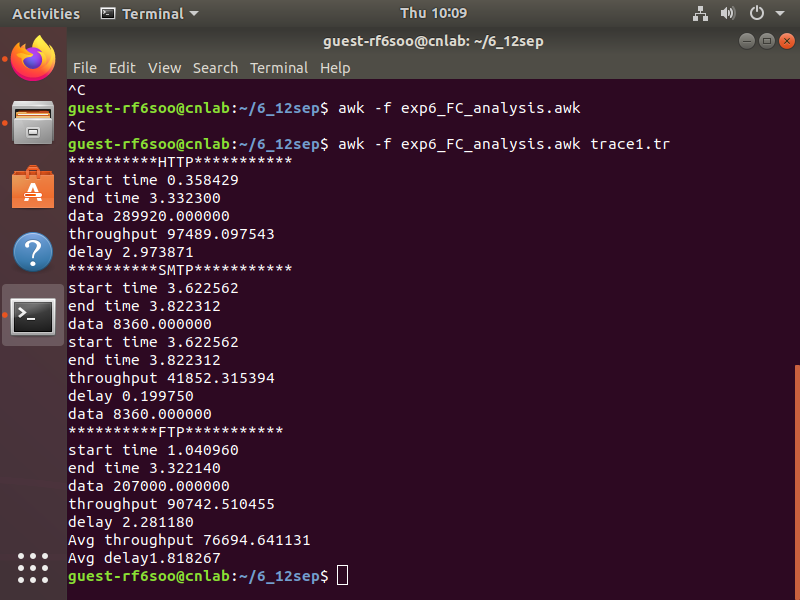 Activities Terminal Thu 10:09
guest-rf6soo@cnlab: ~/6_12sep
File Edit View Search Terminal Help
^C
guest-rf6soo@cnlab:~/6_12sep$ awk -f exp6_FC_analysis.awk
^C
guest-rf6soo@cnlab:~/6_12sep$ awk -f exp6_FC_analysis.awk trace1.tr
**********HTTP***********
start time 0.358429
end time 3.332300
data 289920.000000
throughput 97489.097543
delay 2.973871
**********SMTP***********
start time 3.622562
end time 3.822312
data 8360.000000
start time 3.622562
end time 3.822312
throughput 41852.315394
delay 0.199750
data 8360.000000
**********FTP***********
start time 1.040960
end time 3.322140
data 207000.000000
throughput 90742.510455
delay 2.281180
Avg throughput 76694.641131
Avg delay1.818267
guest-rf6soo@cnlab:~/6_12sep$